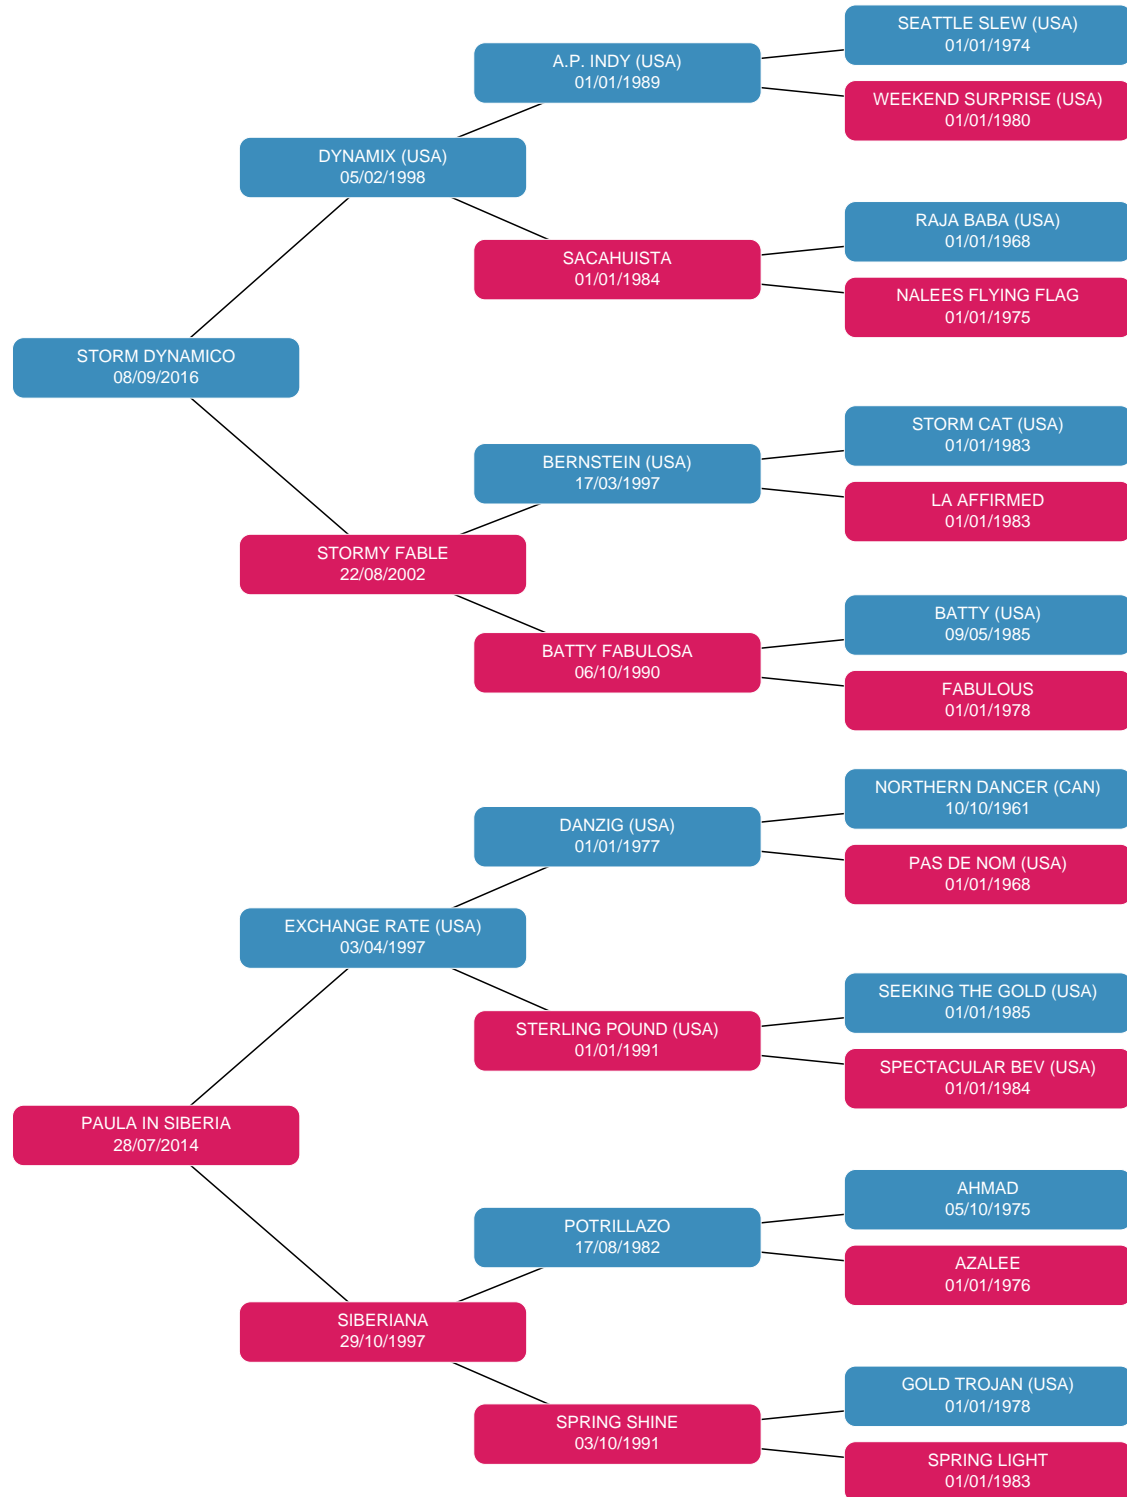 SEATTLE SLEW (USA)
01/01/1974
A.P. INDY (USA)
01/01/1989
WEEKEND SURPRISE (USA)
01/01/1980
DYNAMIX (USA)
05/02/1998
RAJA BABA (USA)
01/01/1968
SACAHUISTA
01/01/1984
NALEES FLYING FLAG
01/01/1975
STORM DYNAMICO
08/09/2016
STORM CAT (USA)
01/01/1983
BERNSTEIN (USA)
17/03/1997
LA AFFIRMED
01/01/1983
STORMY FABLE
22/08/2002
BATTY (USA)
09/05/1985
BATTY FABULOSA
06/10/1990
FABULOUS
01/01/1978
NORTHERN DANCER (CAN)
10/10/1961
DANZIG (USA)
01/01/1977
PAS DE NOM (USA)
01/01/1968
EXCHANGE RATE (USA)
03/04/1997
SEEKING THE GOLD (USA)
01/01/1985
STERLING POUND (USA)
01/01/1991
SPECTACULAR BEV (USA)
01/01/1984
PAULA IN SIBERIA
28/07/2014
AHMAD
05/10/1975
POTRILLAZO
17/08/1982
AZALEE
01/01/1976
SIBERIANA
29/10/1997
GOLD TROJAN (USA)
01/01/1978
SPRING SHINE
03/10/1991
SPRING LIGHT
01/01/1983